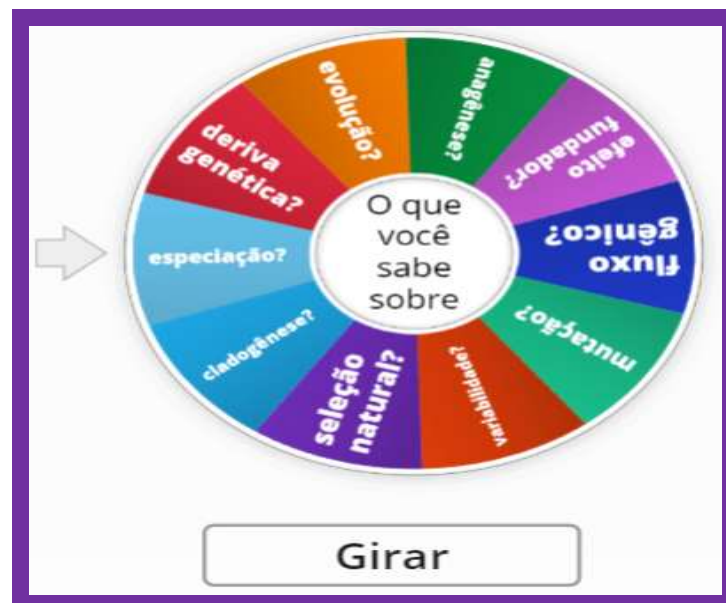 O que
você
sabe
sobre
evolução?
anagênese?
efeito
fundador?
fluxo
gênico?
mutação?
variabilidade?
seleção
natural?
cladogênese?
especiação?
deriva
genética?
Girar